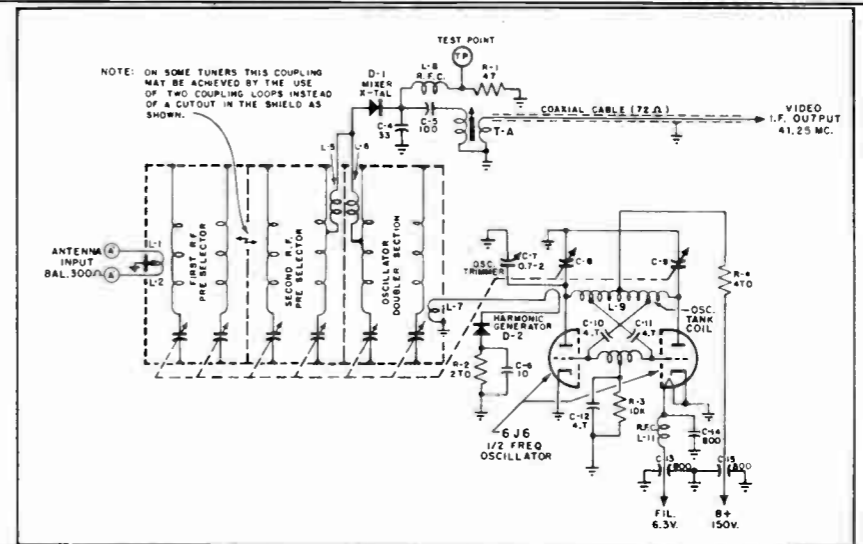 TEST POINT
T P
NOTE: ON SOME TUNERS THIS COUPLING
MAY BE ACHIEVED BY THE USE
OF TWO COUPLING LOOPS INSTEAD
OF A CUTOUT IN THE SHIELD AS
SHOWN.
D-1
MIXER
X-TAL
L-8
R.F.C.
R-1
47
C-4
33
C-5
100
T-A
COAXIAL CABLE (72Ω)
VIDEO
I.F. OUTPUT
41.25 MC.
L-5
L-6
ANTENNA
INPUT
BAL. 300Ω
A
A
L-1
L-2
FIRST R.F.
PRE SELECTOR
SECOND R.F.
PRE SELECTOR
OSCILLATOR
DOUBLER SECTION
L-7
OSC.
TRIMMER
C-7
0.7-2
C-8
C-9
R-4
470
L-9
OSC.
TANK
COIL
HARMONIC
GENERATOR
D-2
C-10
4.7
C-11
4.7
R-2
270
C-6
10
C-12
4.7
R-3
10K
6J6
1/2 FREQ
OSCILLATOR
R.F.C.
L-11
C-14
800
C-13
800
C-15
800
FIL.
6.3V.
B+
150V.